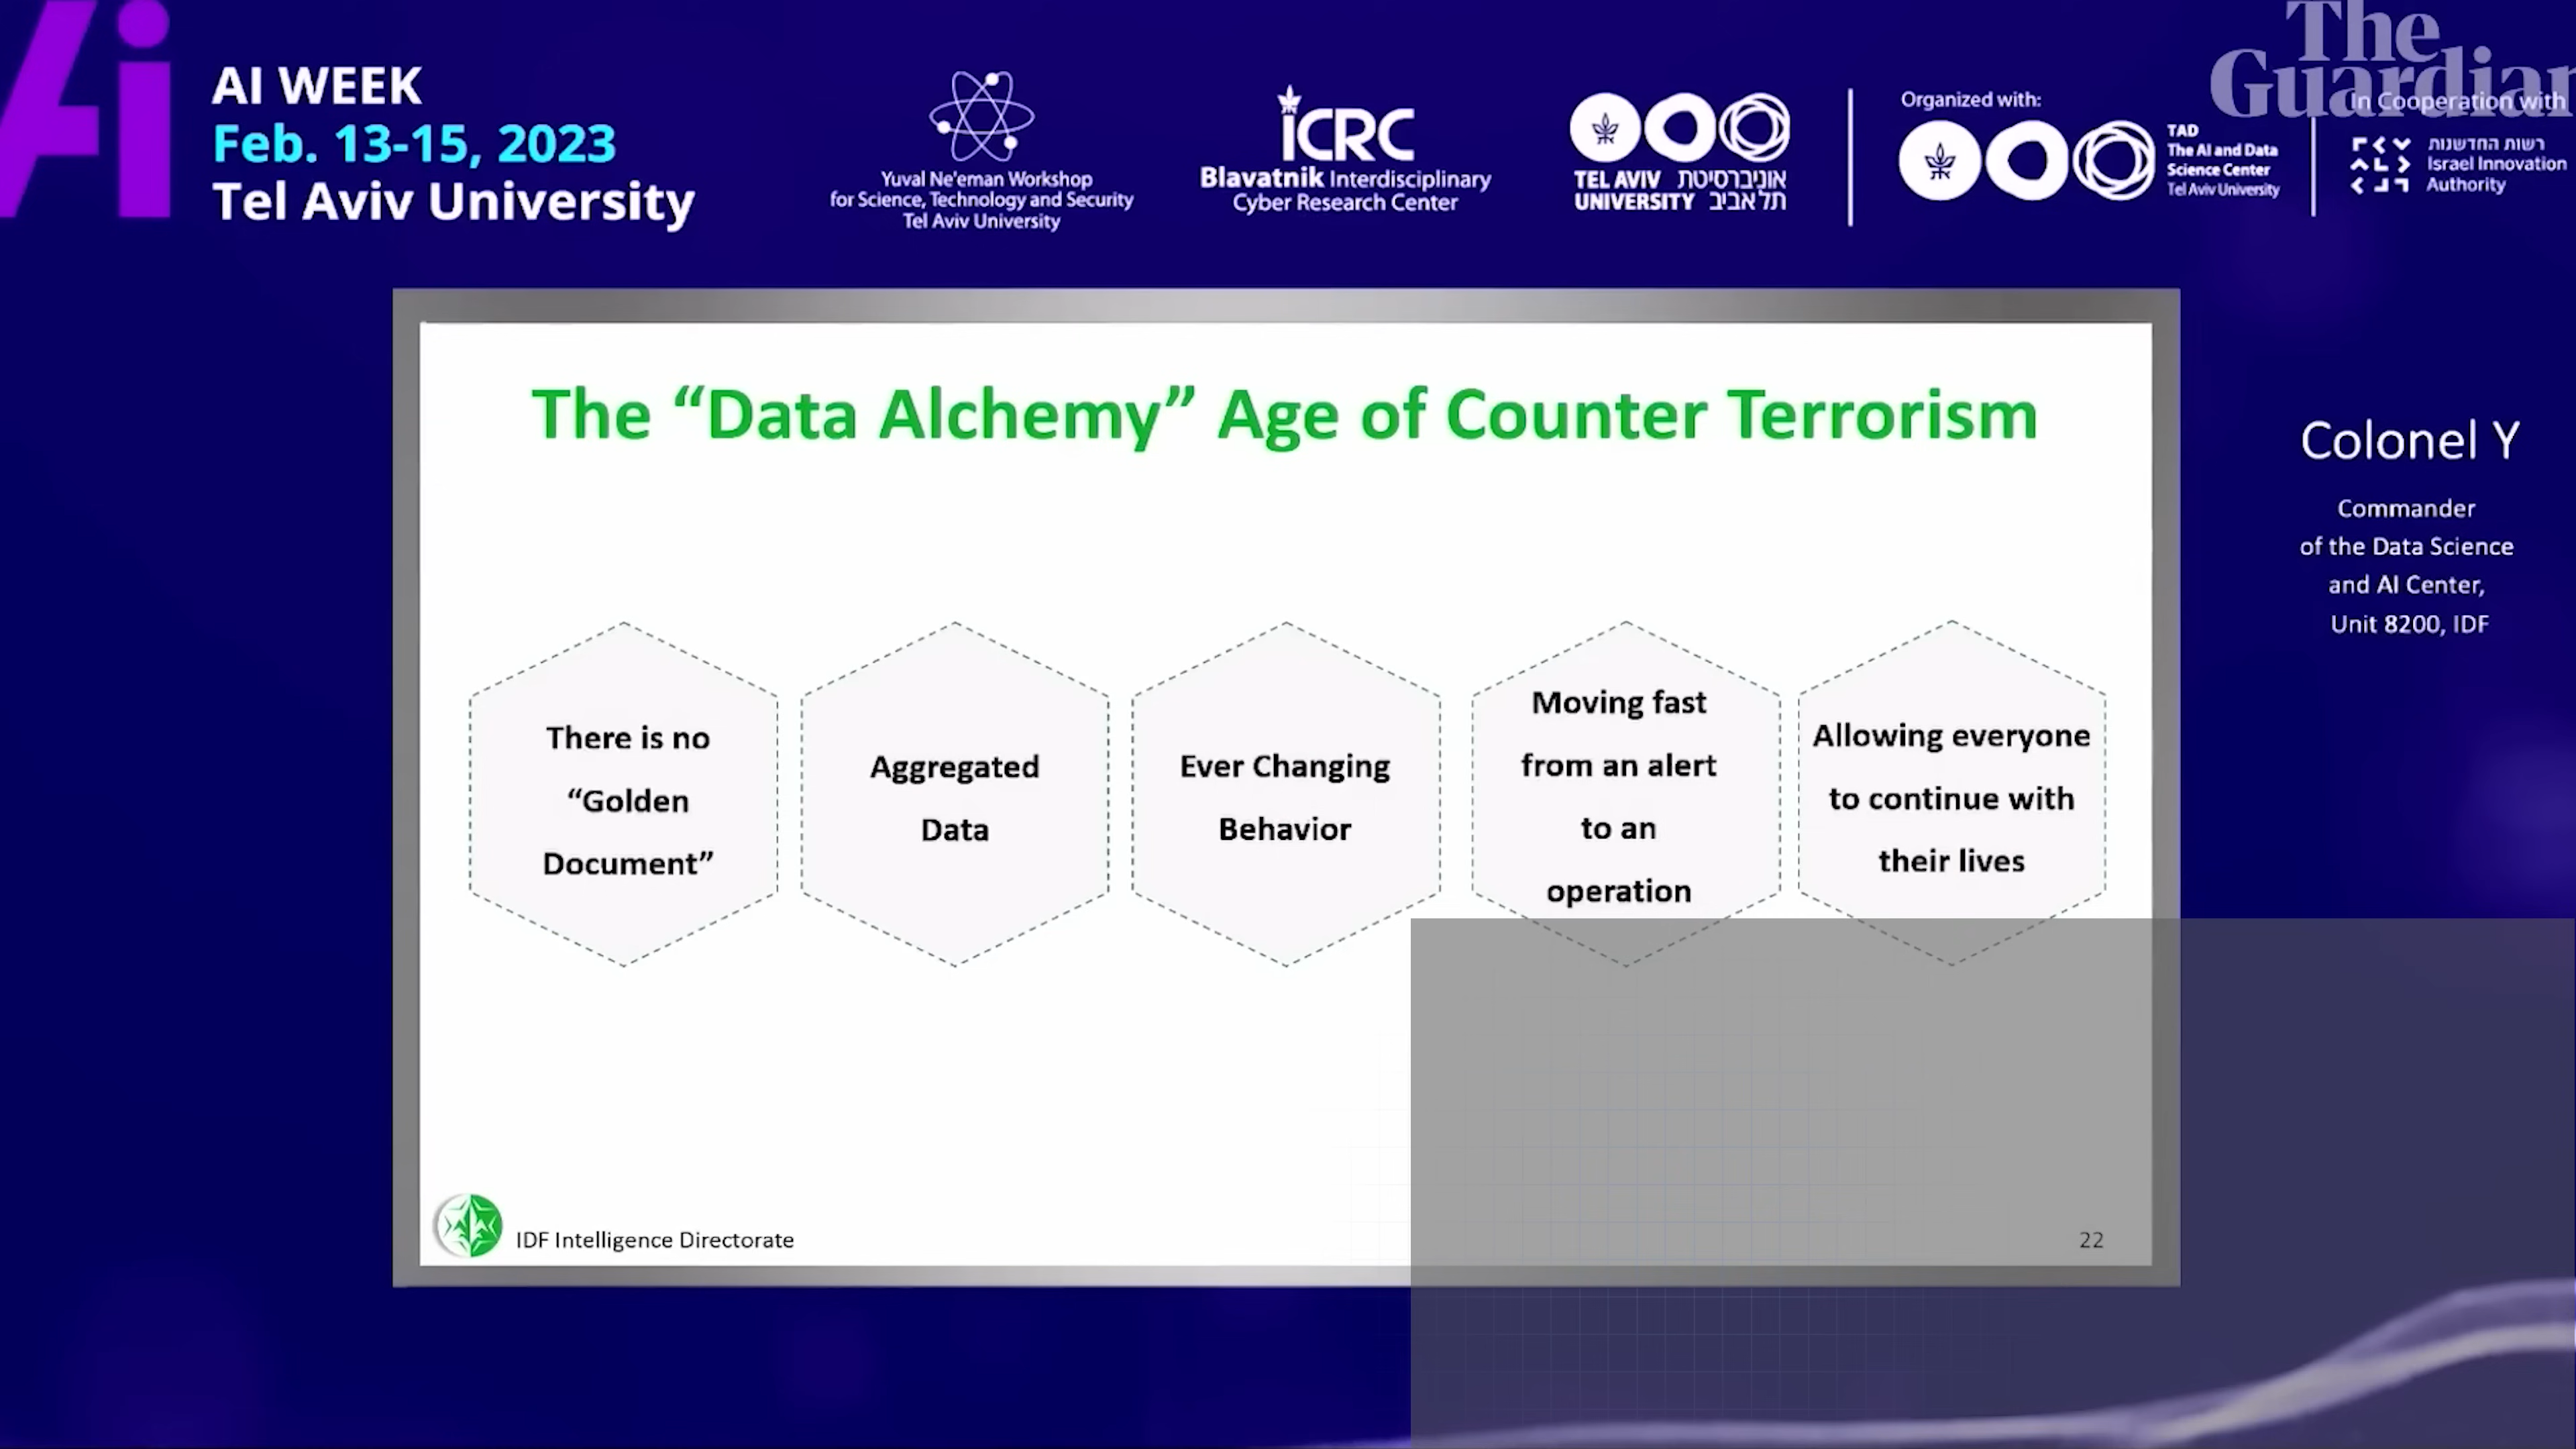 AI WEEK
Feb. 13-15, 2023
Tel Aviv University
Yuval Ne'eman Workshop
for Science, Technology and Security
Tel Aviv University
iCRC
Blavatnik Interdisciplinary
Cyber Research Center
TEL AVIV אוניברסיטת
UNIVERSITY תל אביב
Organized with:
TAD
The AI and Data
Science Center
Tel Aviv University
The
Guardian
In Cooperation with
רשות החדשנות
Israel Innovation
Authority
The “Data Alchemy” Age of Counter Terrorism
There is no
“Golden
Document”
Aggregated
Data
Ever Changing
Behavior
Moving fast
from an alert
to an
operation
Allowing everyone
to continue with
their lives
IDF Intelligence Directorate
22
Colonel Y
Commander
of the Data Science
and AI Center,
Unit 8200, IDF